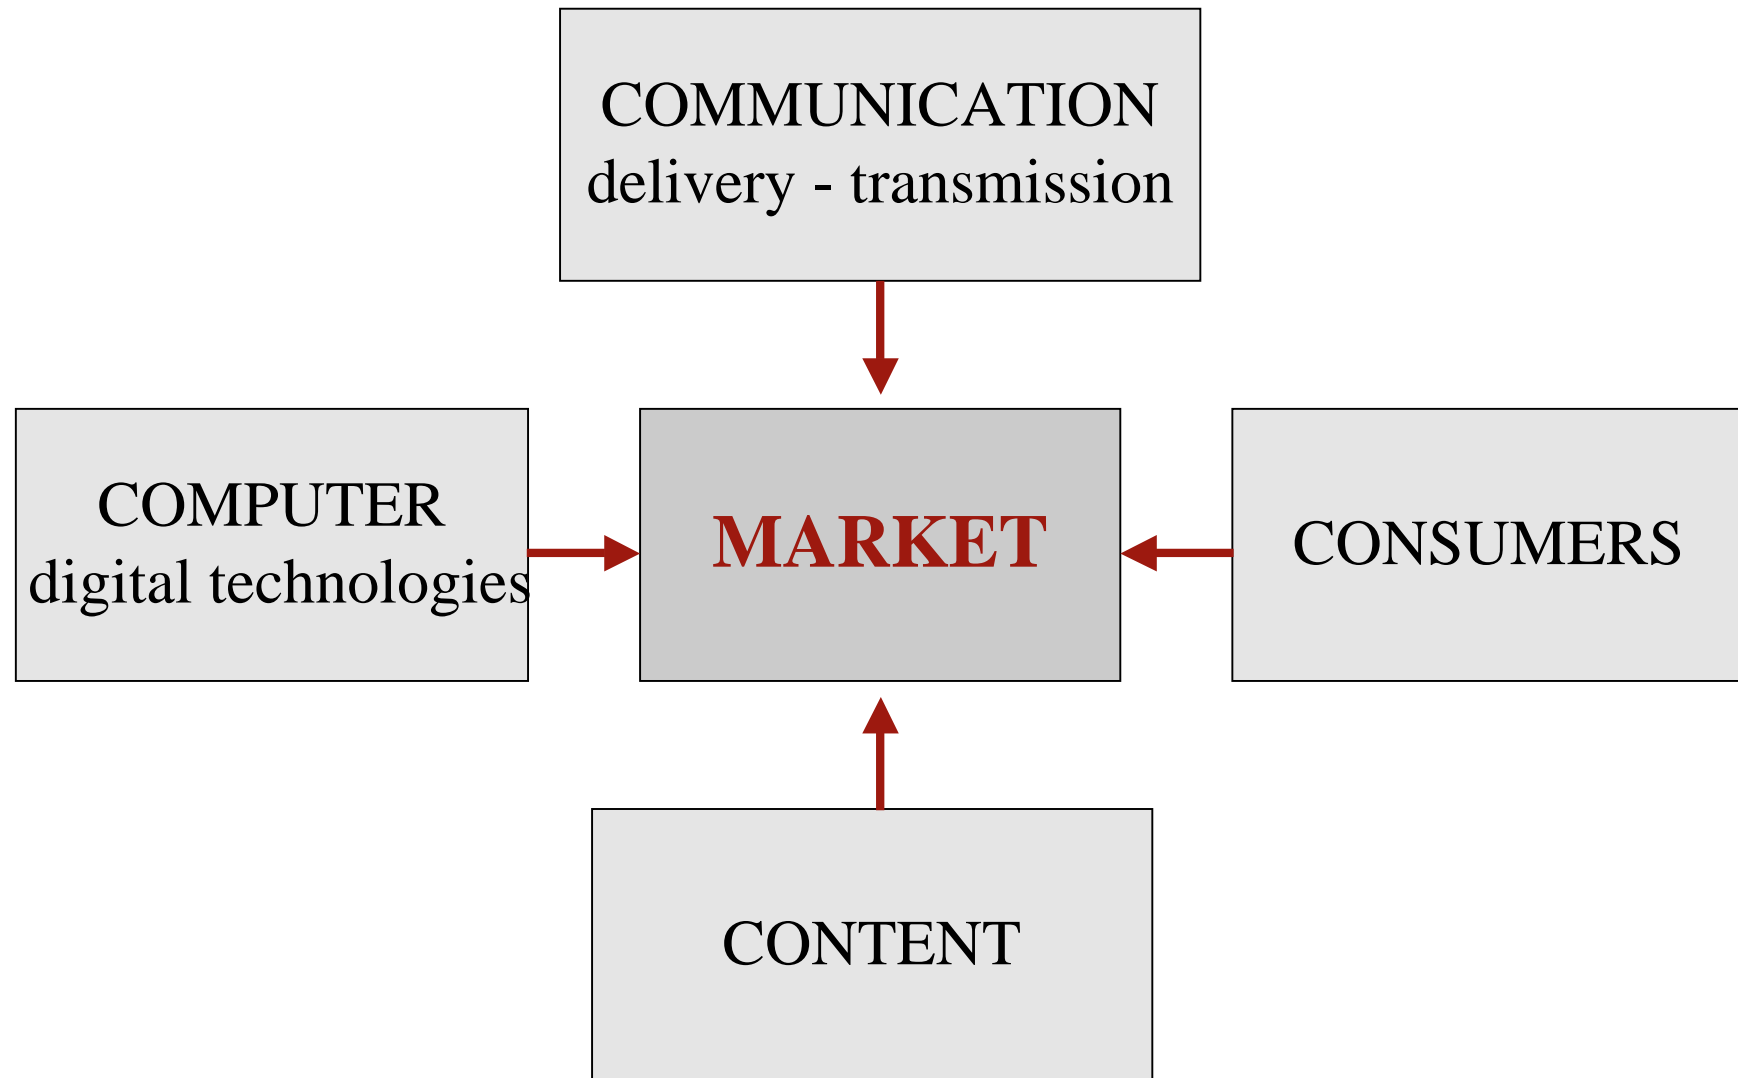 COMMUNICATION
delivery - transmission
COMPUTER
digital technologies
MARKET
CONSUMERS
CONTENT